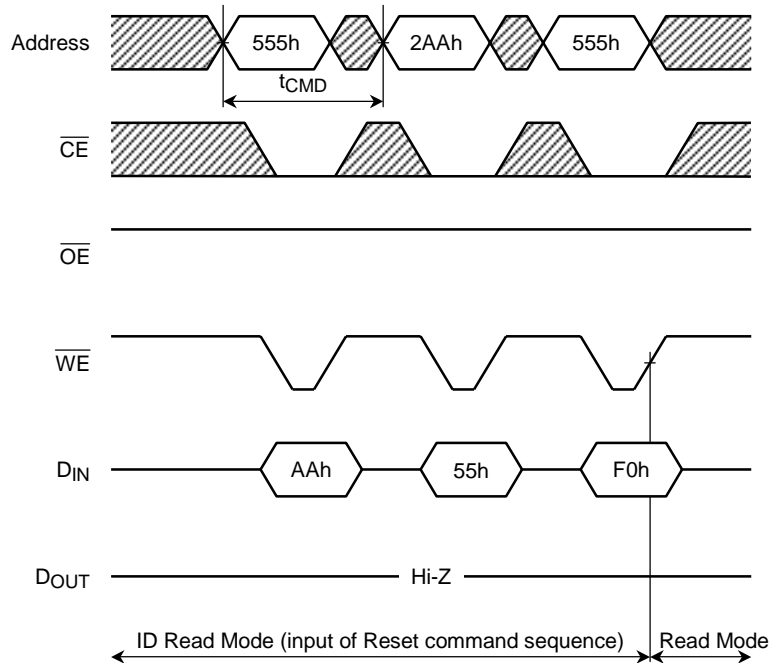 Address 555h 2AAh 555h
tCMD
CE
OE
WE
DIN AAh 55h F0h
DOUT Hi-Z
ID Read Mode (input of Reset command sequence) Read Mode